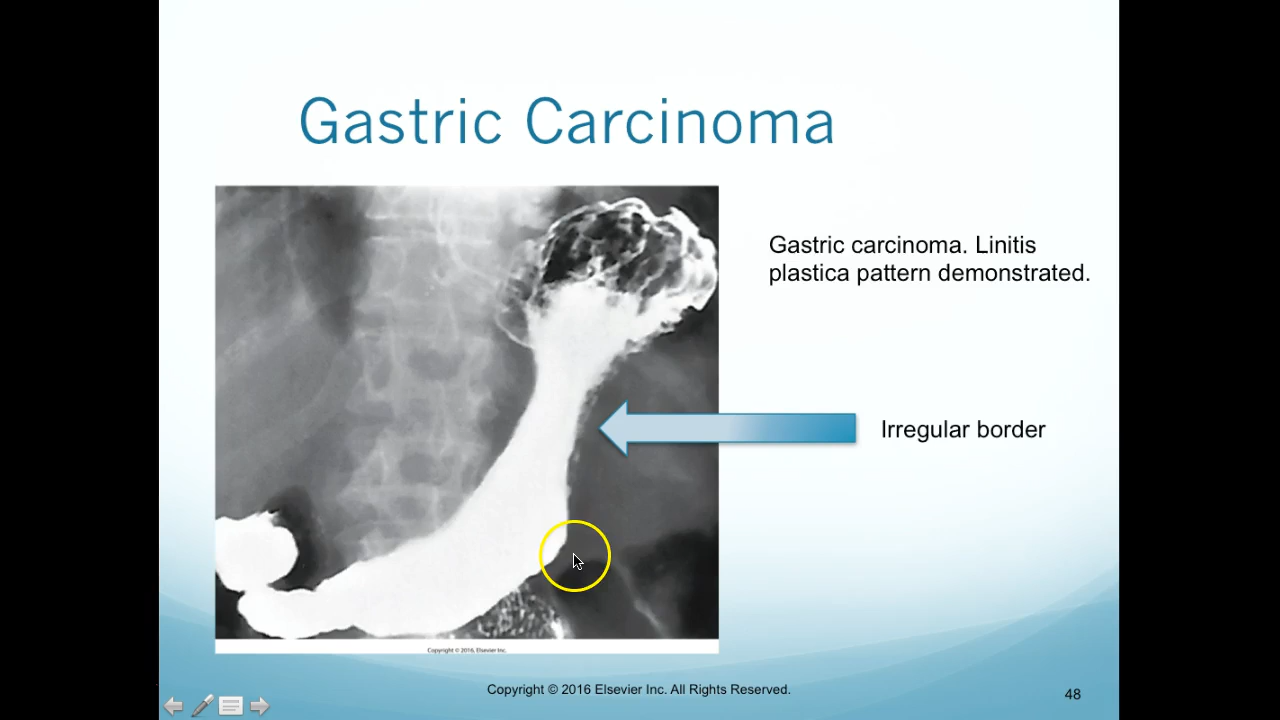 Gastric Carcinoma
Gastric carcinoma. Linitis
plastica pattern demonstrated.
Irregular border
Copyright © 2016, Elsevier Inc.
Copyright © 2016 Elsevier Inc. All Rights Reserved.
48